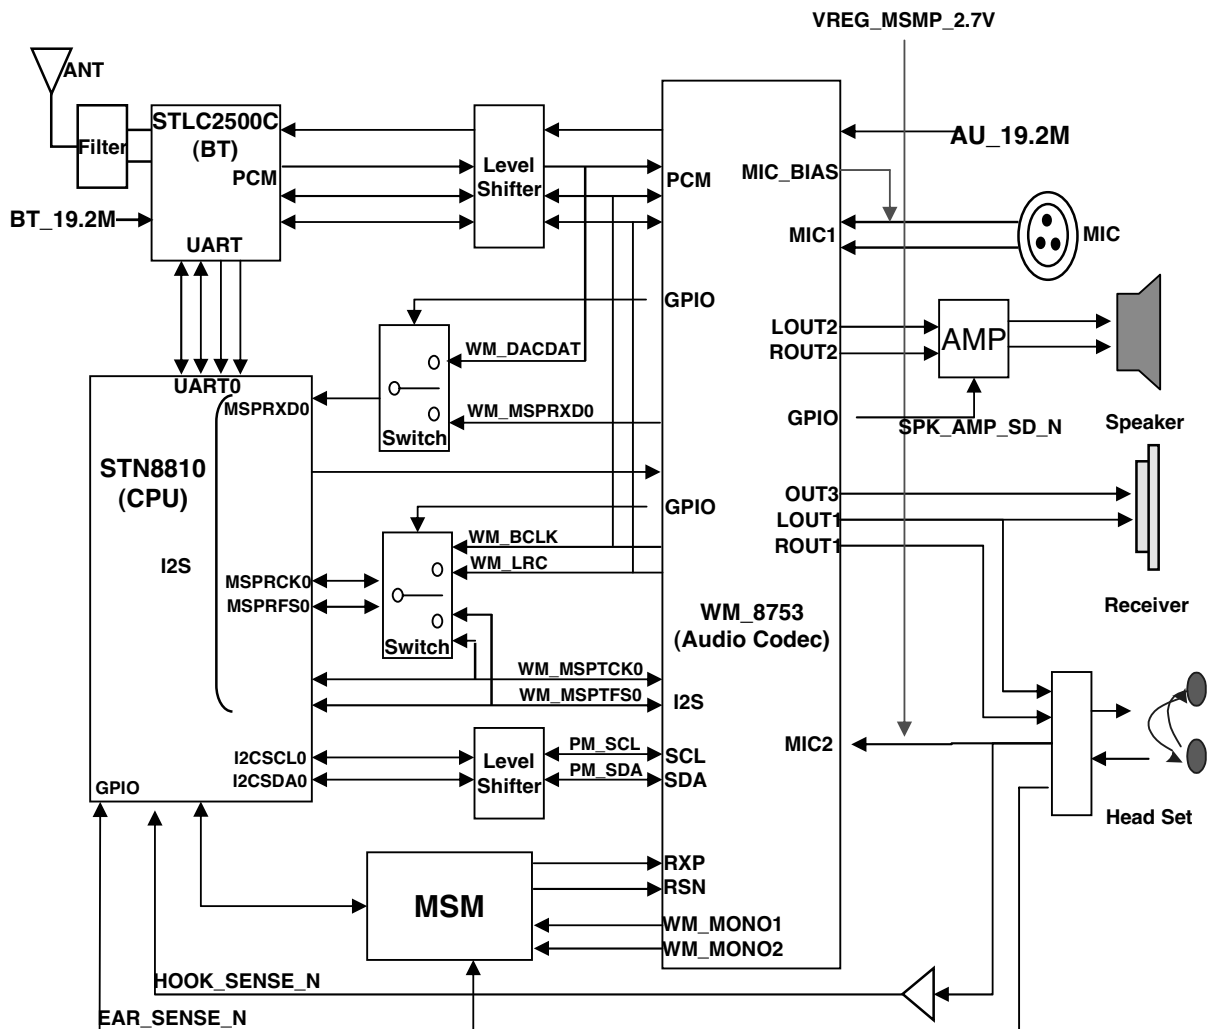 VREG_MSMP_2.7V
ANT
STLC2500C
(BT)
Filter
PCM
Level
Shifter
PCM
MIC_BIAS
AU_19.2M
BT_19.2M
UART
MIC1
MIC
GPIO
LOUT2
ROUT2
AMP
WM_DACDAT
UART0
MSPRXD0
WM_MSPRXD0
Switch
GPIO
SPK_AMP_SD_N
Speaker
STN8810
(CPU)
OUT3
LOUT1
ROUT1
GPIO
WM_BCLK
WM_LRC
I2S
MSPRCK0
MSPRFS0
Switch
WM_8753
(Audio Codec)
Receiver
WM_MSPTCK0
WM_MSPTFS0
I2S
MIC2
I2CSCL0
I2CSDA0
Level
Shifter
PM_SCL
PM_SDA
SCL
SDA
GPIO
Head Set
MSM
RXP
RSN
WM_MONO1
WM_MONO2
HOOK_SENSE_N
EAR_SENSE_N